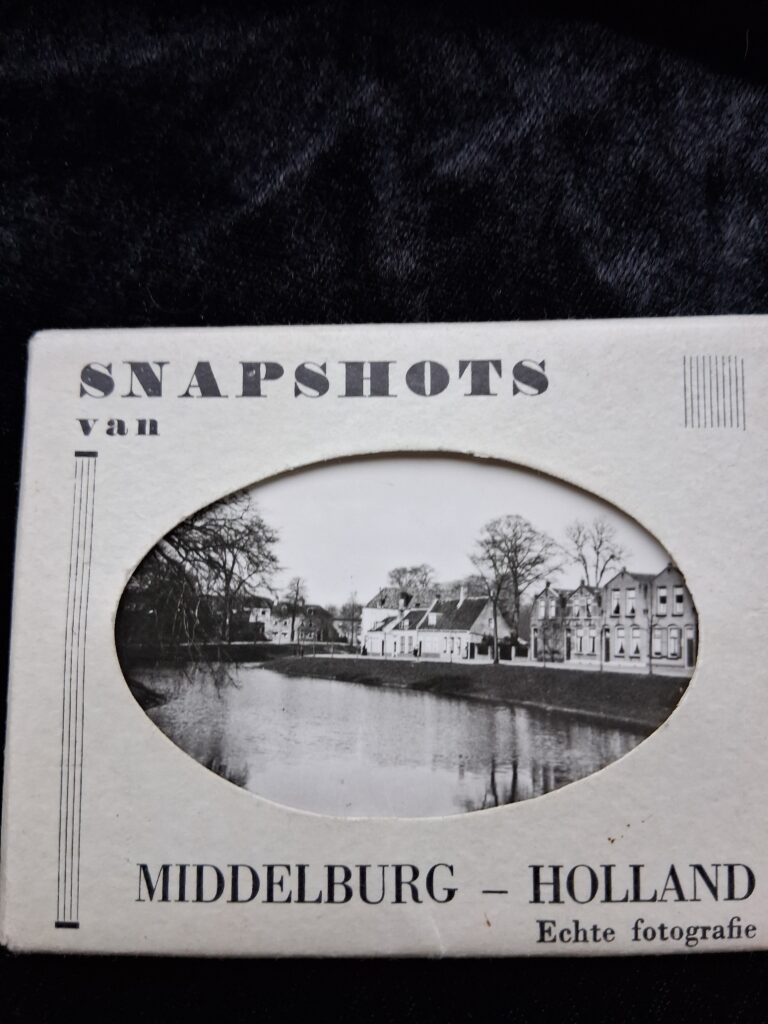 SNAPSHOTS
van
MIDDELBURG – HOLLAND
Echte fotografie